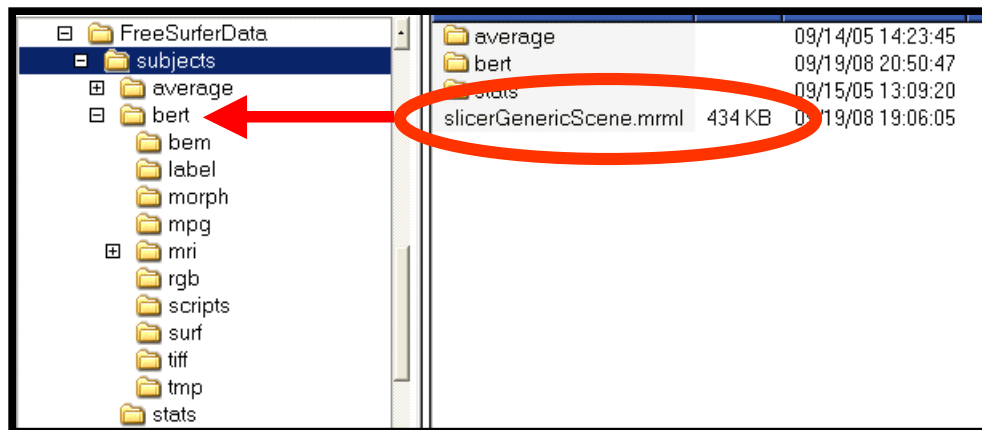 FreeSurferData
subjects
average
bert
bem
label
morph
mpg
mri
rgb
scripts
surf
tiff
tmp
stats
average 09/14/05 14:23:45
bert 09/19/08 20:50:47
stats 09/15/05 13:09:20
slicerGenericScene.mrml 434 KB 09/19/08 19:06:05